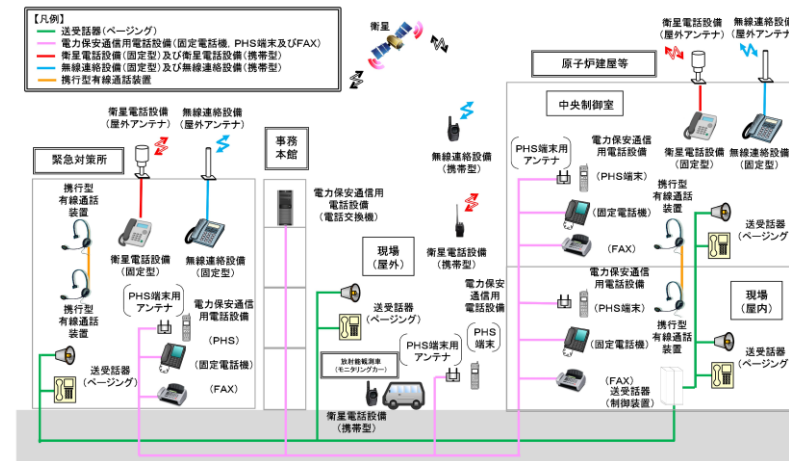 【凡例】
送受話器(ページング)
電力保安通信用電話設備(固定電話機, PHS端末及びFAX)
衛星電話設備(固定型)及び衛星電話設備(携帯型)
無線連絡設備(固定型)及び無線連絡設備(携帯型)
携行型有線通話装置
衛星
衛星電話設備
(屋外アンテナ)
無線連絡設備
(屋外アンテナ)
原子炉建屋等
中央制御室
衛星電話設備
(屋外アンテナ)
無線連絡設備
(屋外アンテナ)
緊急対策所
事務
本館
無線連絡設備
(携帯型)
PHS端末用
アンテナ
電力保安通信
用電話設備
(PHS端末)
衛星電話設備
(固定型)
無線連絡設備
(固定型)
携行型
有線通話
装置
電力保安通信用
電話設備
(電話交換機)
(固定電話機)
携行型
有線通話
装置
送受話器
(ページング)
衛星電話設備
(固定型)
無線連絡設備
(固定型)
現場
(屋外)
衛星電話設備
(携帯型)
(FAX)
携行型
有線通話
装置
PHS端末用
アンテナ
電力保安通信
用電話設備
(PHS)
送受話器
(ページング)
電力保安通
信用電話設
備
PHS端末用
アンテナ
PHS
端末
電力保安通信
用電話設備
(PHS端末)
携行型
有線通話
装置
現場
(屋内)
送受話器
(ページング)
(固定電話機)
(FAX)
放射能観測車
(モニタリングカー)
衛星電話設備
(携帯型)
(固定電話機)
(FAX)
送受話器
(制御装置)
送受話器
(ページング)